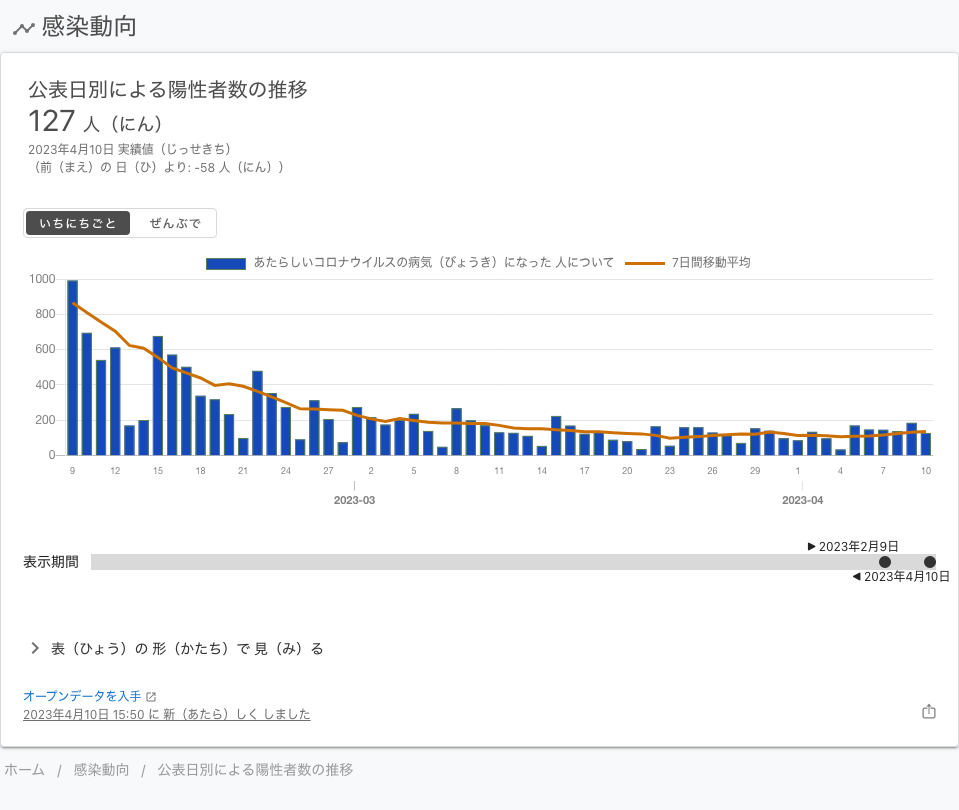 感染動向
公表日別による陽性者数の推移
127 人（にん）
2023年4月10日 実績値（じっせきち）
（前（まえ）の 日（ひ）より: -58 人（にん））
いちにちごと ぜんぶで
あたらしいコロナウイルスの病気（びょうき）になった 人について 7日間移動平均
1000
800
600
400
200
0
9 12 15 18 21 24 27 2 5 8 11 14 17 20 23 26 29 1 4 7 10
2023-03 2023-04
▶ 2023年2月9日
表示期間
◀ 2023年4月10日
表（ひょう）の 形（かたち）で 見（み）る
オープンデータを入手
2023年4月10日 15:50 に 新（あたら）しく しました
ホーム / 感染動向 / 公表日別による陽性者数の推移